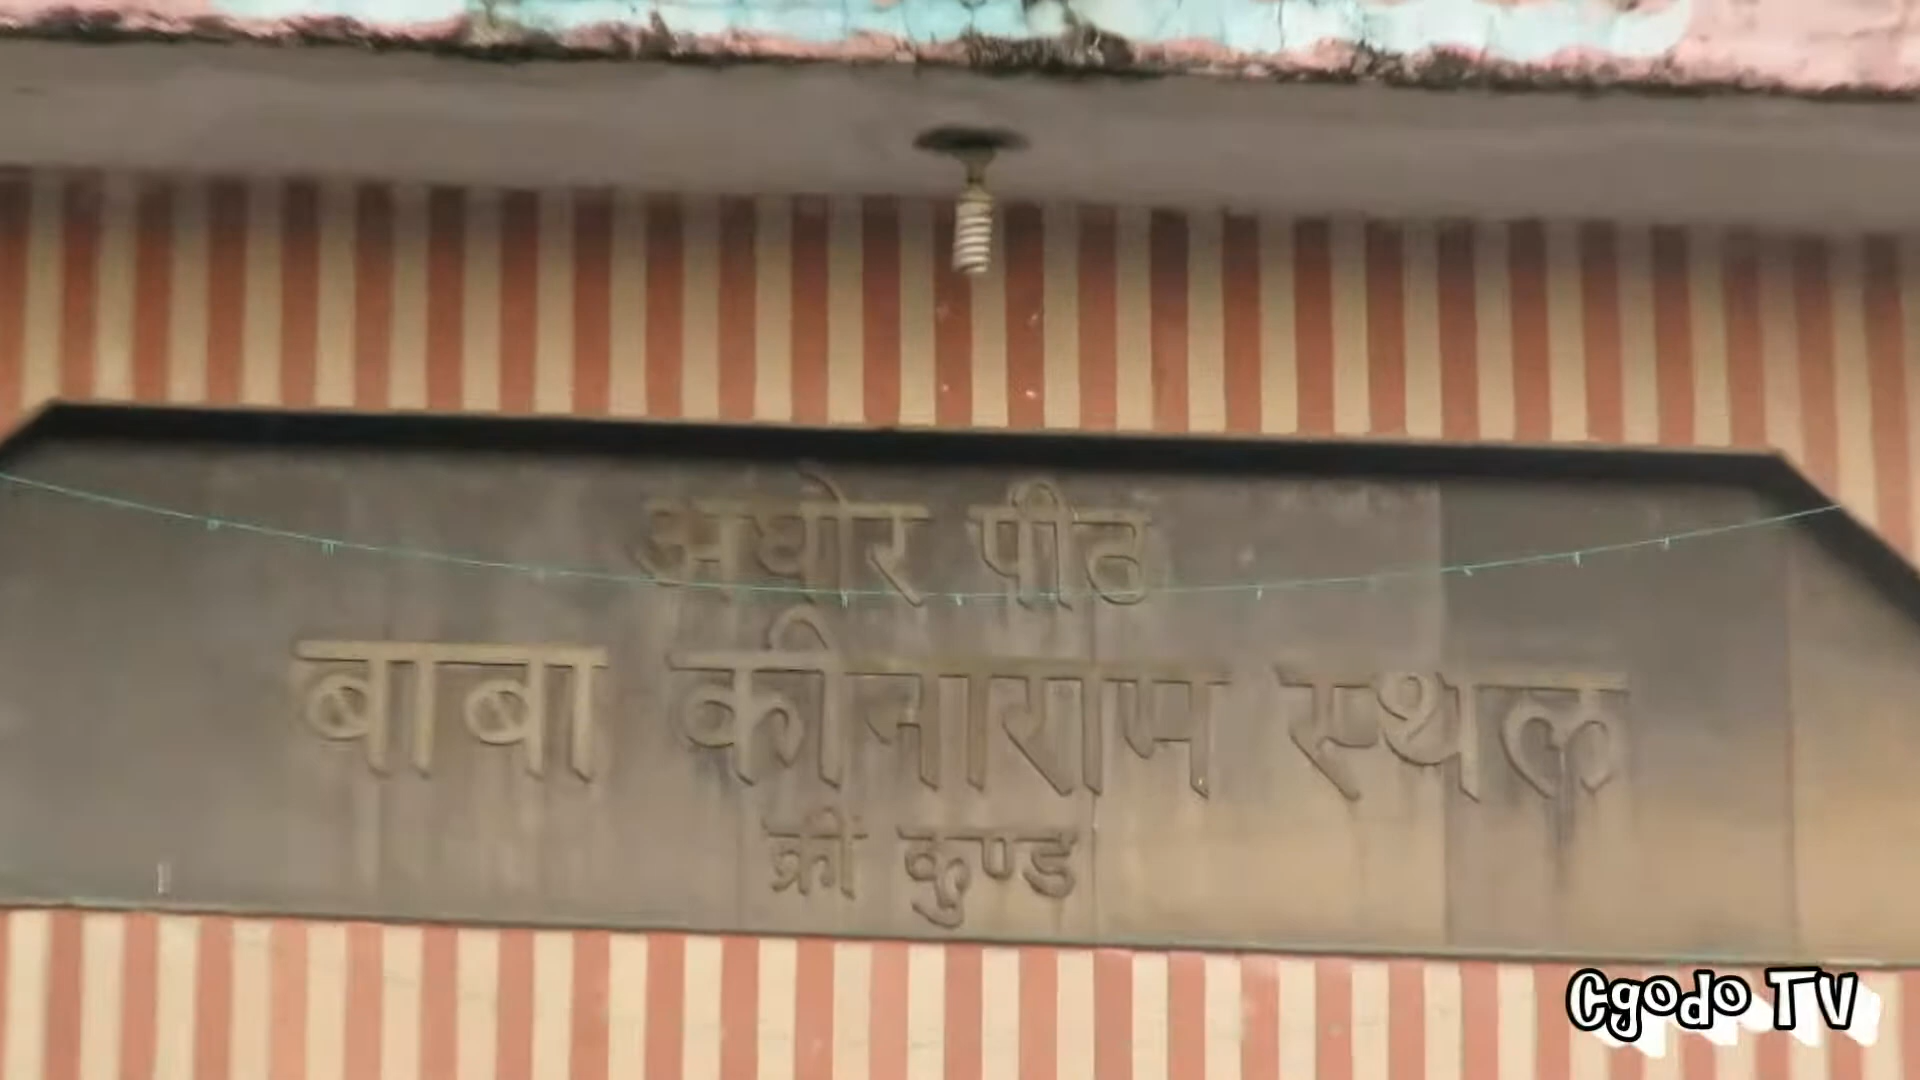 अघोर पीठ
बाबा कीनाराम स्थल
क्रीं कुण्ड
Cgodo TV